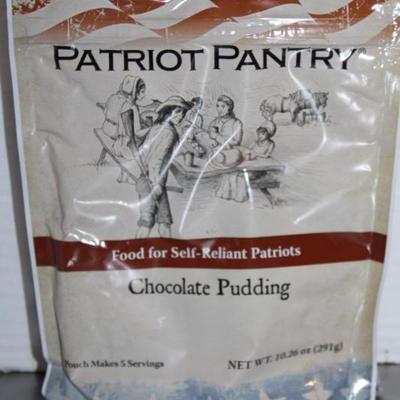 PATRIOT PANTRY®
Food for Self-Reliant Patriots
Chocolate Pudding
Pouch Makes 5 Servings
NET WT. 10.26 oz (291g)